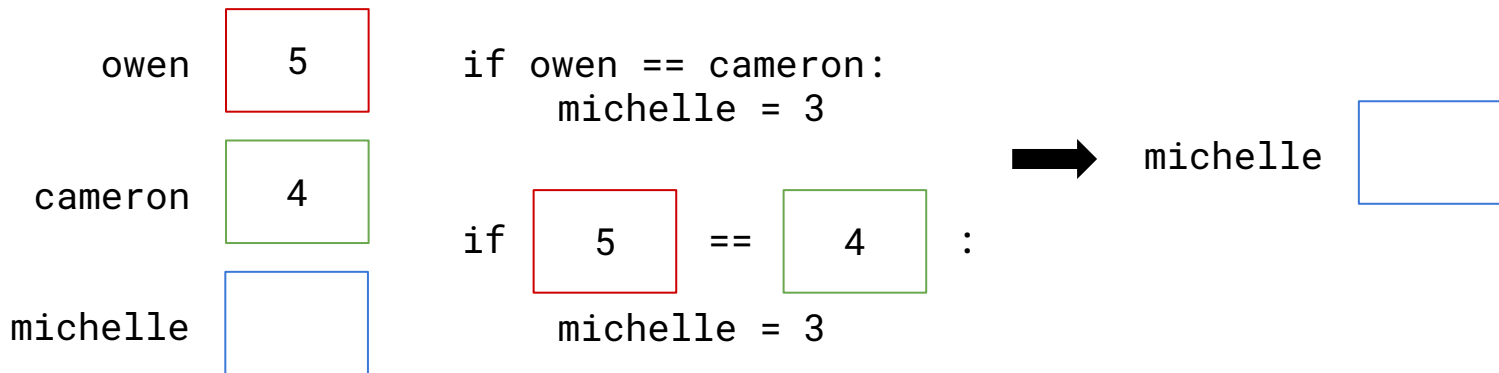 owen 5
cameron 4
michelle
if owen == cameron:
michelle = 3
if 5 == 4 :
michelle = 3
michelle